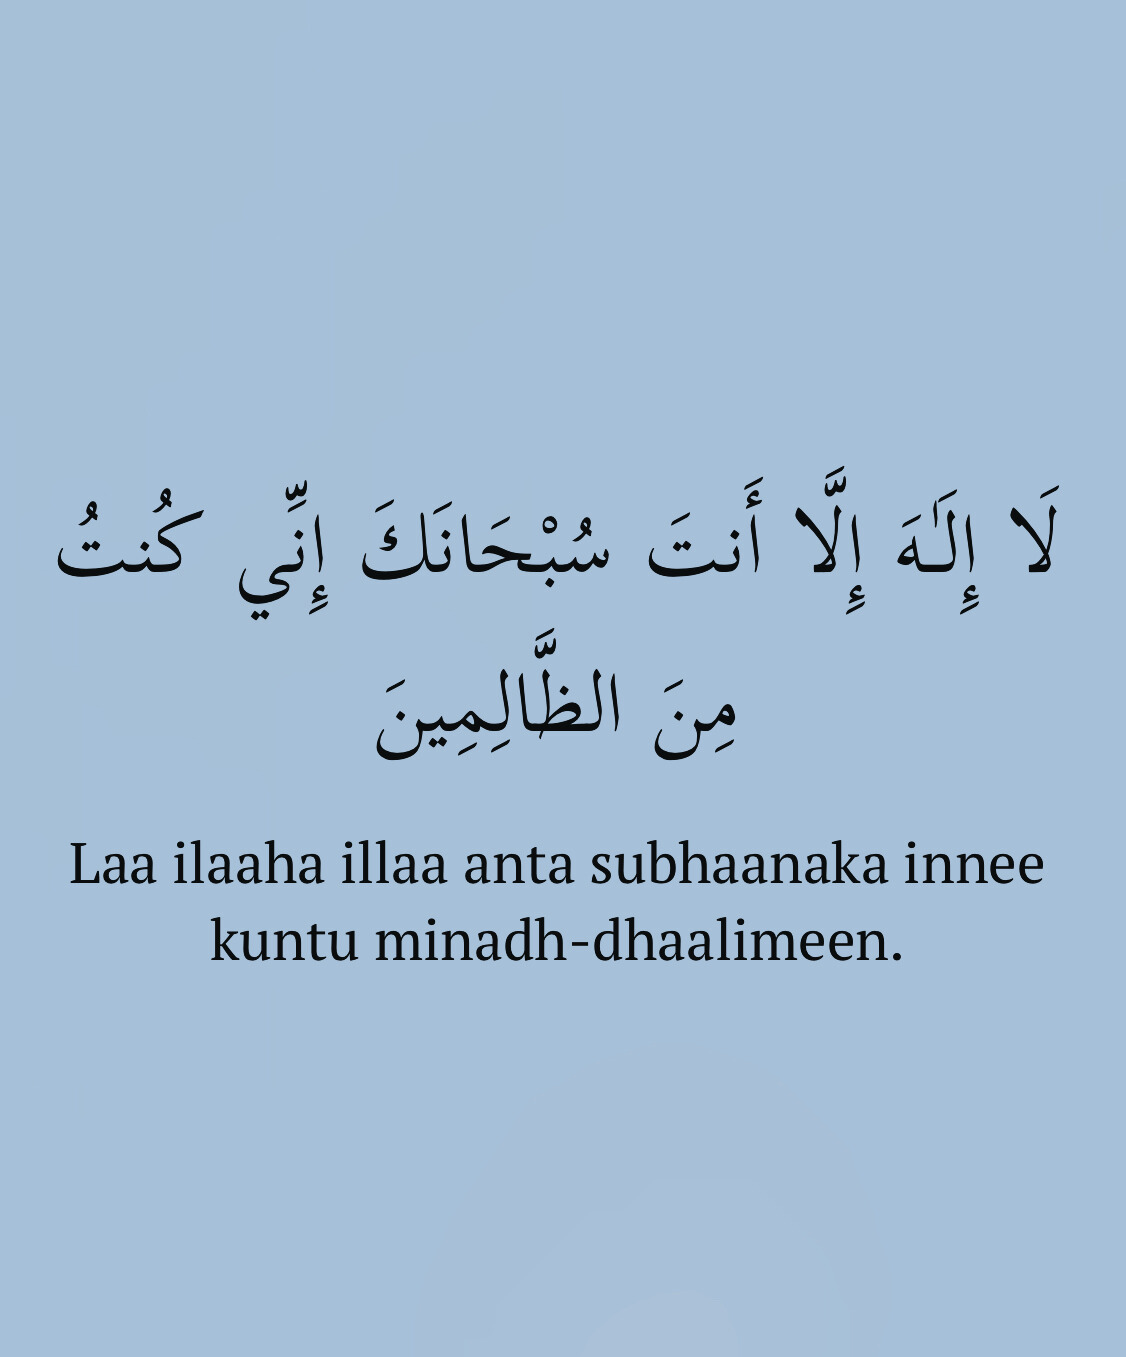 لَا إِلَـٰهَ إِلَّا أَنتَ سُبْحَانَكَ إِنِّي كُنتُ
مِنَ الظَّالِمِينَ
Laa ilaaha illaa anta subhaanaka innee
kuntu minadh-dhaalimeen.